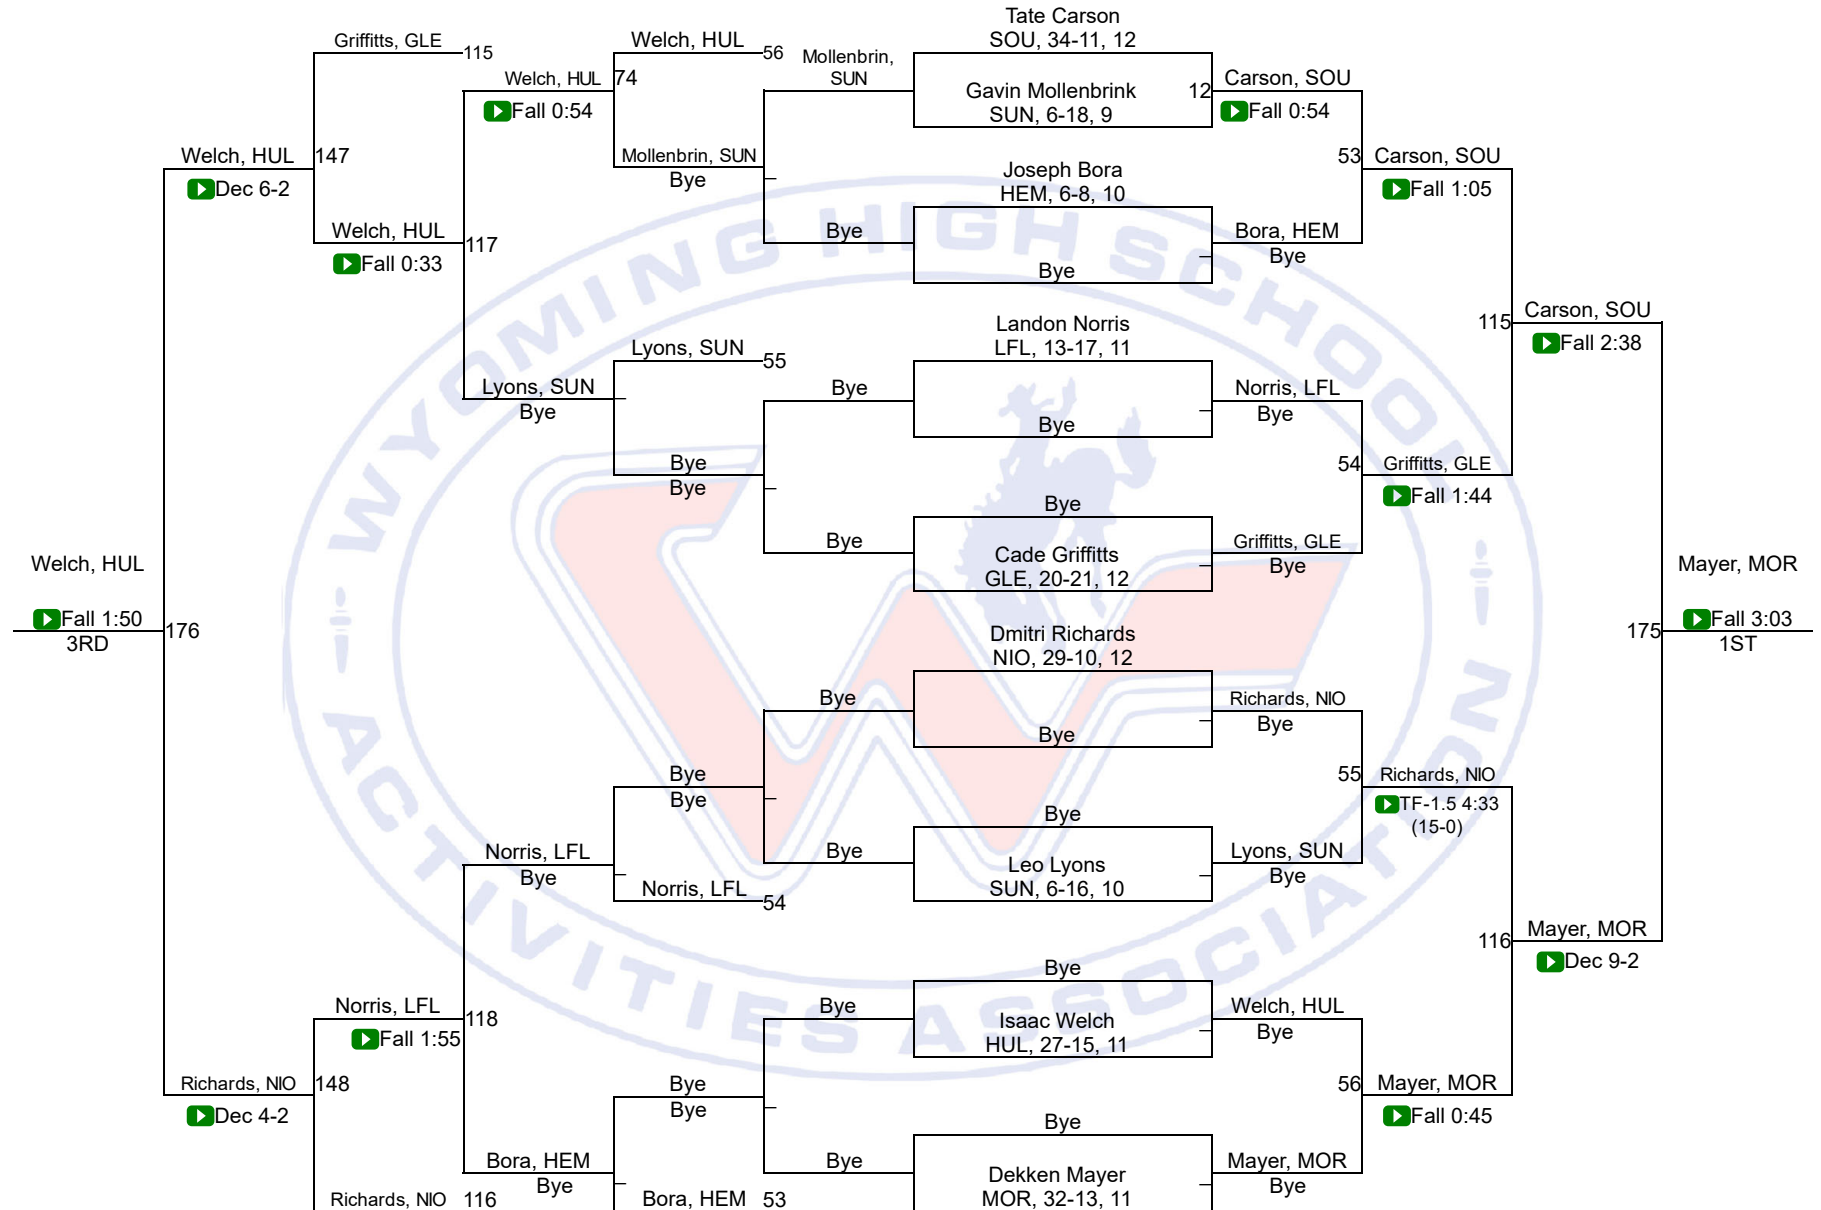 Tate Carson
SOU, 34-11, 12
Griffitts, GLE
115
Welch, HUL
56
Mollenbrin,
SUN
Welch, HUL
74
Fall 0:54
Gavin Mollenbrink
SUN, 6-18, 9
12
Carson, SOU
Fall 0:54
Welch, HUL
147
Dec 6-2
Mollenbrin, SUN
Bye
Joseph Bora
HEM, 6-8, 10
53
Carson, SOU
Fall 1:05
Welch, HUL
117
Fall 0:33
Bye
Bye
Bora, HEM
Bye
Landon Norris
LFL, 13-17, 11
115
Carson, SOU
Fall 2:38
Lyons, SUN
55
Lyons, SUN
Bye
Bye
Bye
Norris, LFL
Bye
Bye
Bye
54
Griffitts, GLE
Fall 1:44
Bye
Bye
Cade Griffitts
GLE, 20-21, 12
Griffitts, GLE
Bye
Welch, HUL
Fall 1:50
3RD
176
Mayer, MOR
175
Fall 3:03
1ST
Dmitri Richards
NIO, 29-10, 12
Bye
Bye
Richards, NIO
Bye
Bye
Bye
55
Richards, NIO
TF-1.5 4:33
(15-0)
Norris, LFL
Bye
Bye
Bye
Leo Lyons
SUN, 6-16, 10
Lyons, SUN
Bye
Norris, LFL
54
116
Mayer, MOR
Dec 9-2
Norris, LFL
118
Fall 1:55
Bye
Bye
Isaac Welch
HUL, 27-15, 11
Welch, HUL
Bye
Richards, NIO
148
Dec 4-2
Bye
Bye
56
Mayer, MOR
Fall 0:45
Bora, HEM
Bye
Bye
Bye
Dekken Mayer
MOR, 32-13, 11
Mayer, MOR
Bye
Richards, NIO
116
Bora, HEM
53
WYOMING HIGH SCHOOL
ACTIVITIES ASSOCIATION